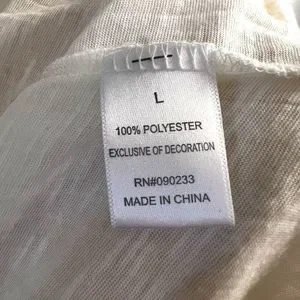 L
100% POLYESTER
EXCLUSIVE OF DECORATION
RN#090233
MADE IN CHINA